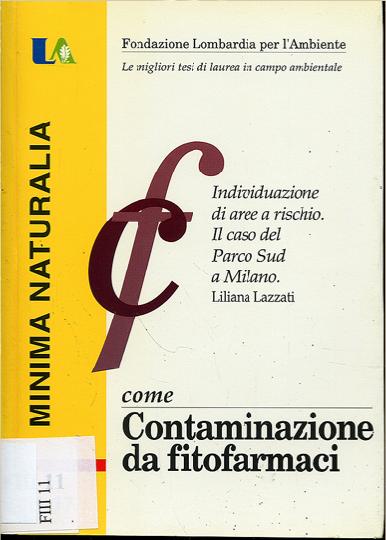 Fondazione Lombardia per l'Ambiente
Le migliori tesi di laurea in campo ambientale
MINIMA NATURALIA
cf
Individuazione
di aree a rischio.
Il caso del
Parco Sud
a Milano.
Liliana Lazzati
come
Contaminazione
da fitofarmaci
FIII 11
11